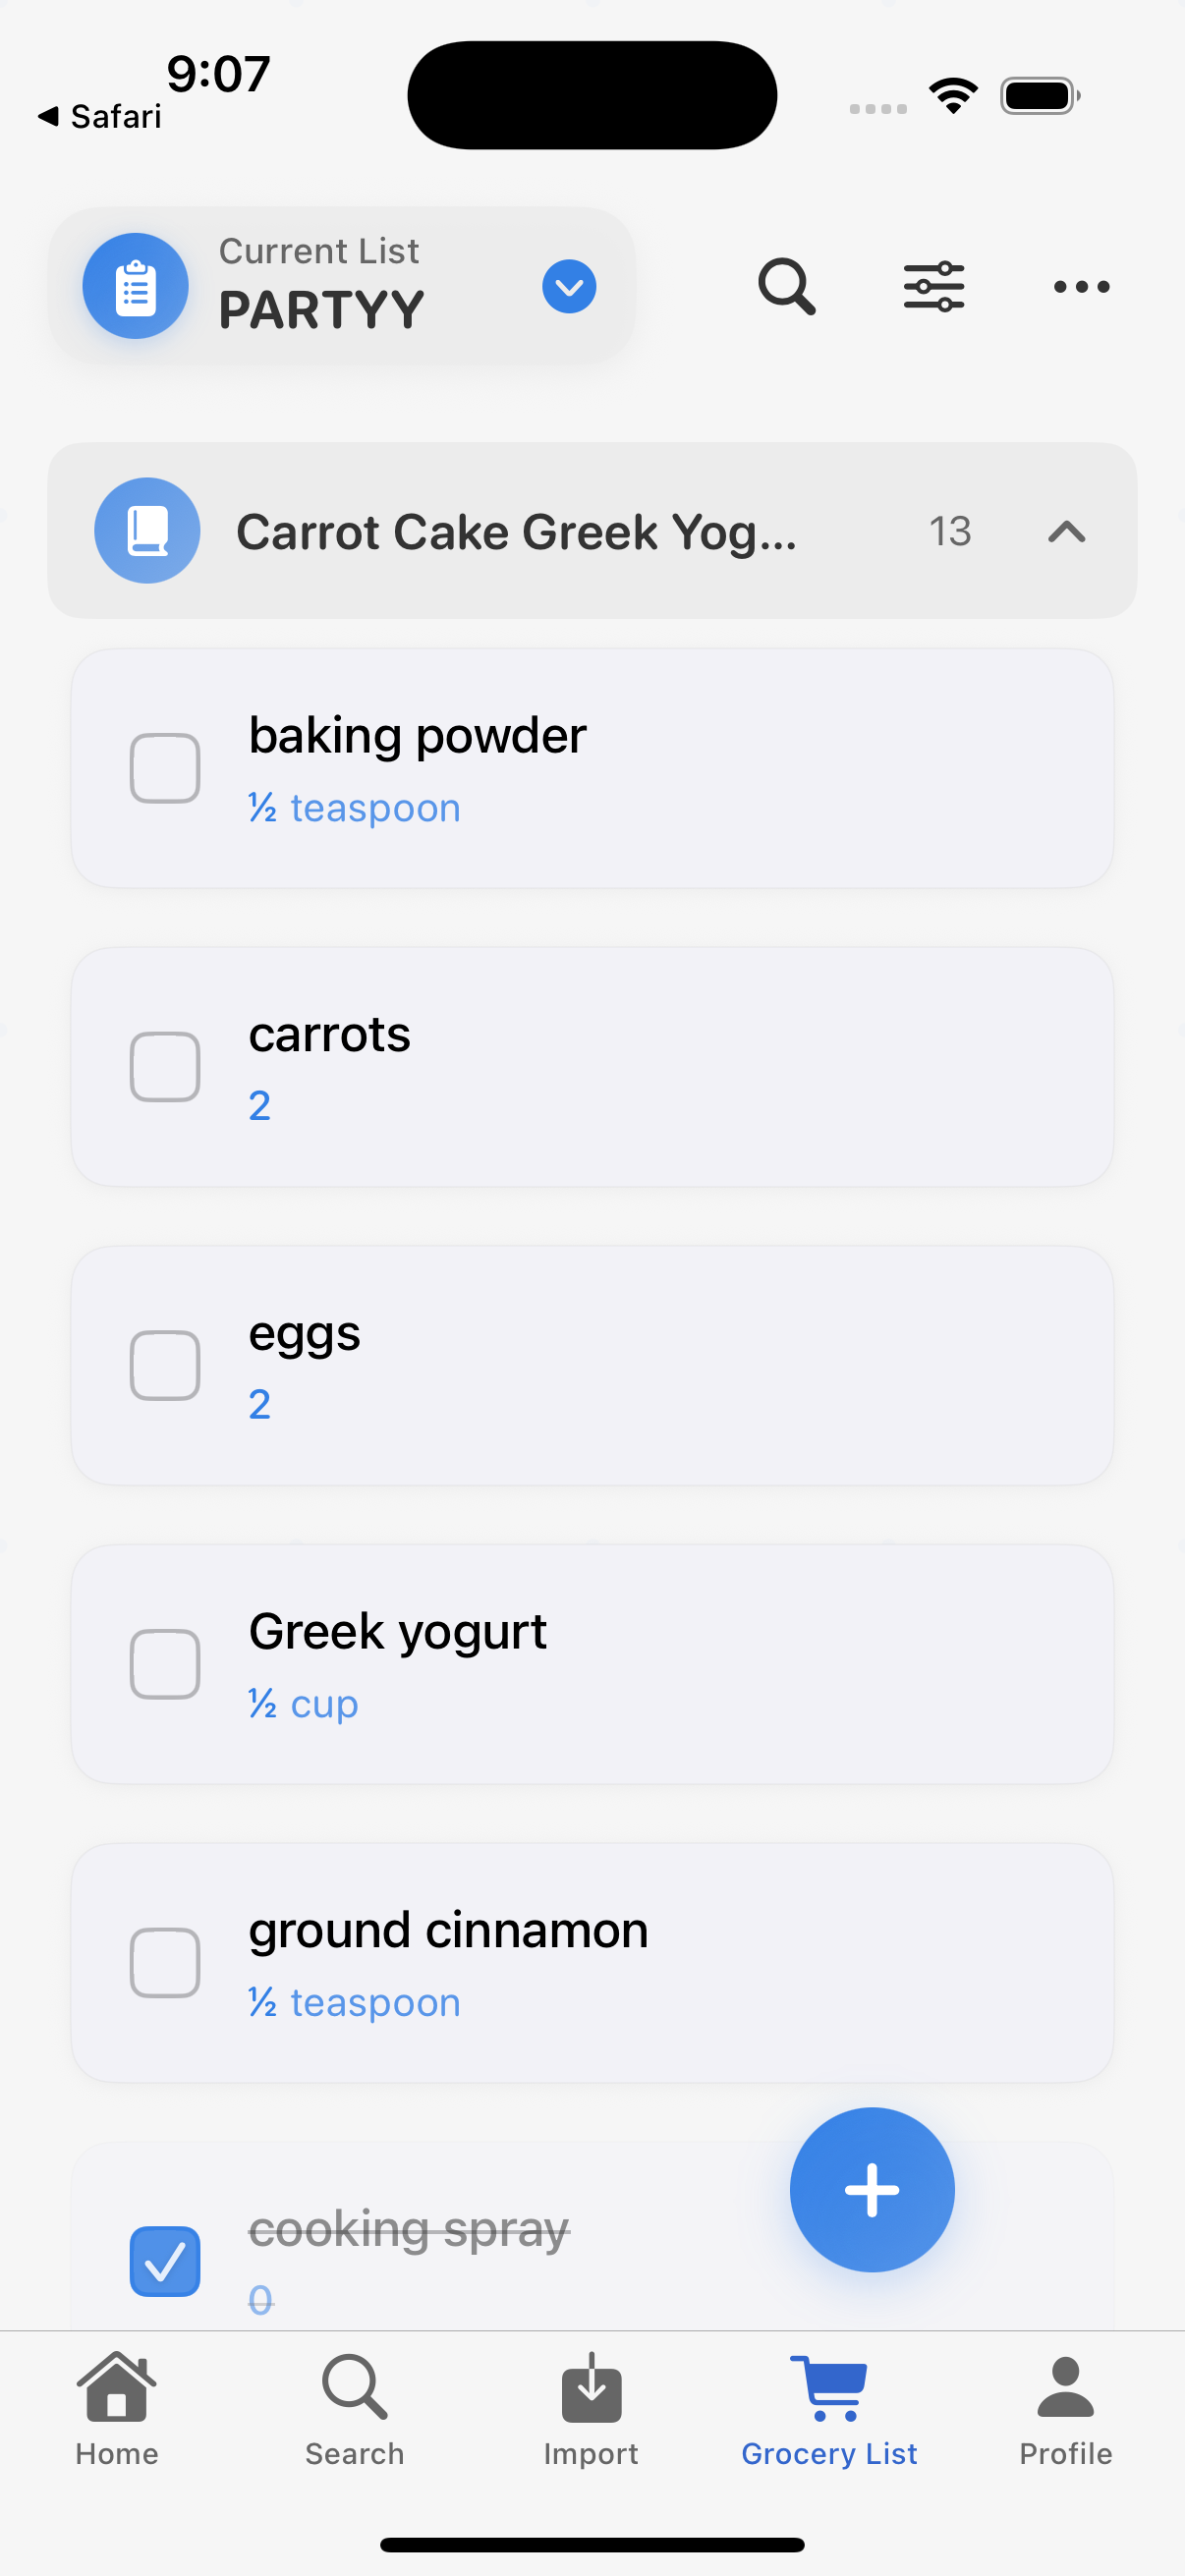 9:07
Safari
Current List
PARTYY
Carrot Cake Greek Yog...
13
baking powder
½ teaspoon
carrots
2
eggs
2
Greek yogurt
½ cup
ground cinnamon
½ teaspoon
cooking spray
0
Home
Search
Import
Grocery List
Profile